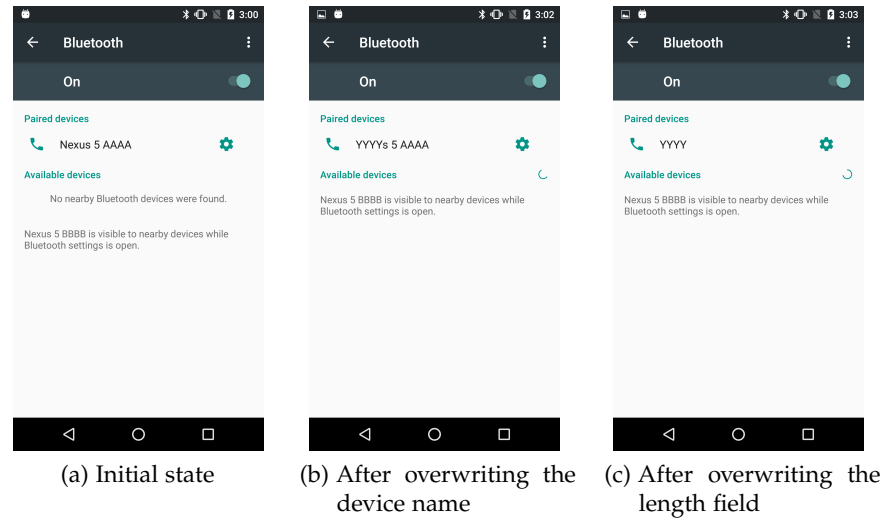 3:00
Bluetooth
On
Paired devices
Nexus 5 AAAA
Available devices
No nearby Bluetooth devices were found.
Nexus 5 BBBB is visible to nearby devices while
Bluetooth settings is open.
(a) Initial state
3:02
Bluetooth
On
Paired devices
YYYYs 5 AAAA
Available devices
Nexus 5 BBBB is visible to nearby devices while
Bluetooth settings is open.
(b) After overwriting the
device name
3:03
Bluetooth
On
Paired devices
YYYY
Available devices
Nexus 5 BBBB is visible to nearby devices while
Bluetooth settings is open.
(c) After overwriting the
length field